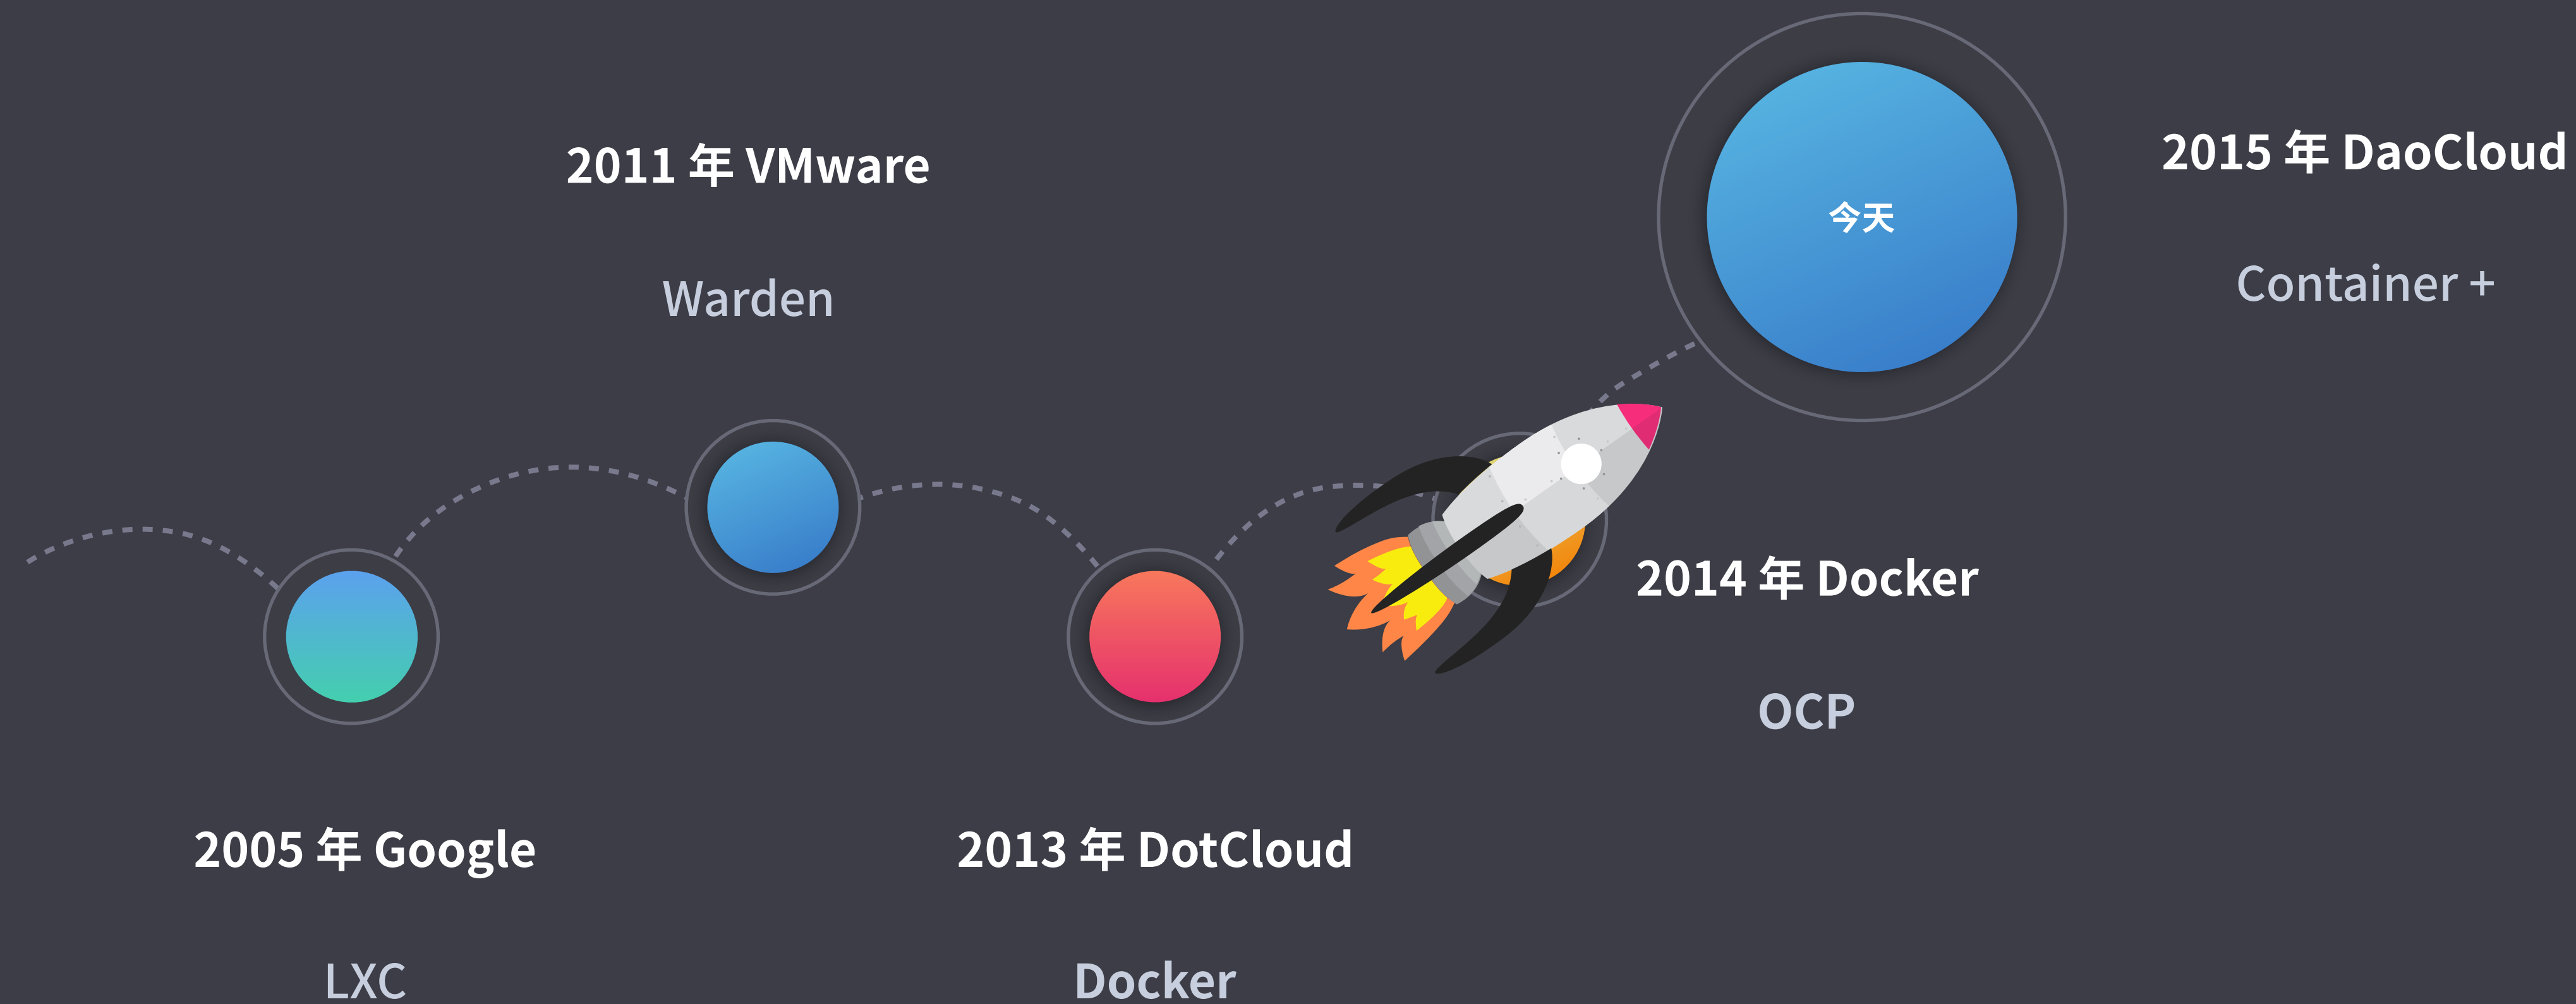 2005 年 Google
LXC
2011 年 VMware
Warden
2013 年 DotCloud
Docker
2014 年 Docker
OCP
今天
2015 年 DaoCloud
Container +